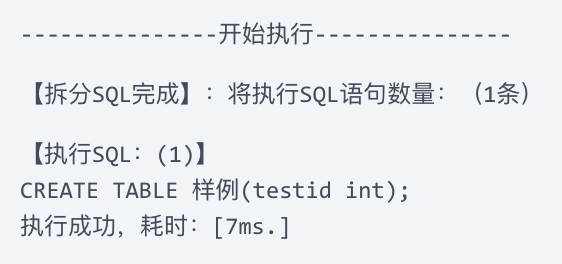 ---------------开始执行---------------
【拆分SQL完成】：将执行SQL语句数量：（1条）
【执行SQL：(1)】
CREATE TABLE 样例(testid int);
执行成功，耗时：[7ms.]